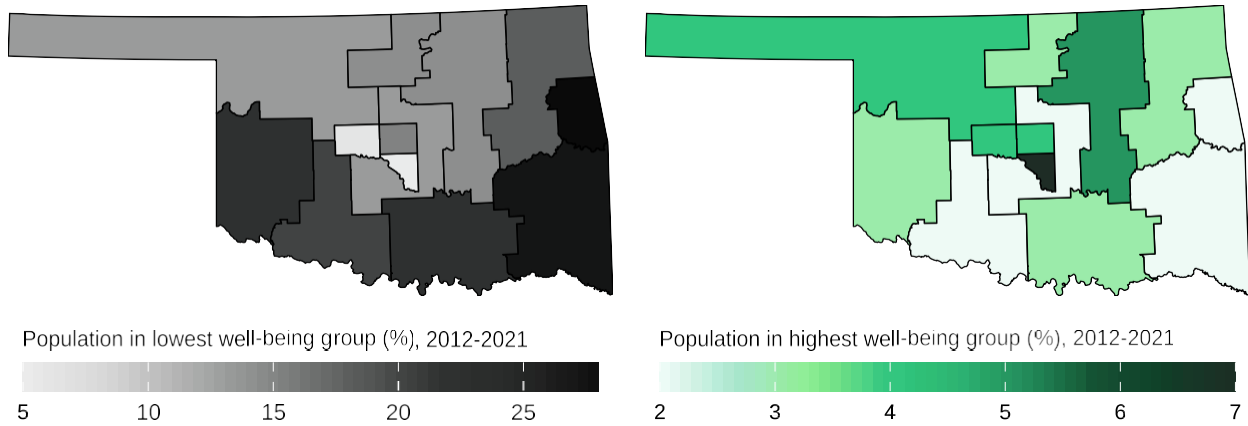 Population in lowest well-being group (%), 2012-2021
5 10 15 20 25
Population in highest well-being group (%), 2012-2021
2 3 4 5 6 7